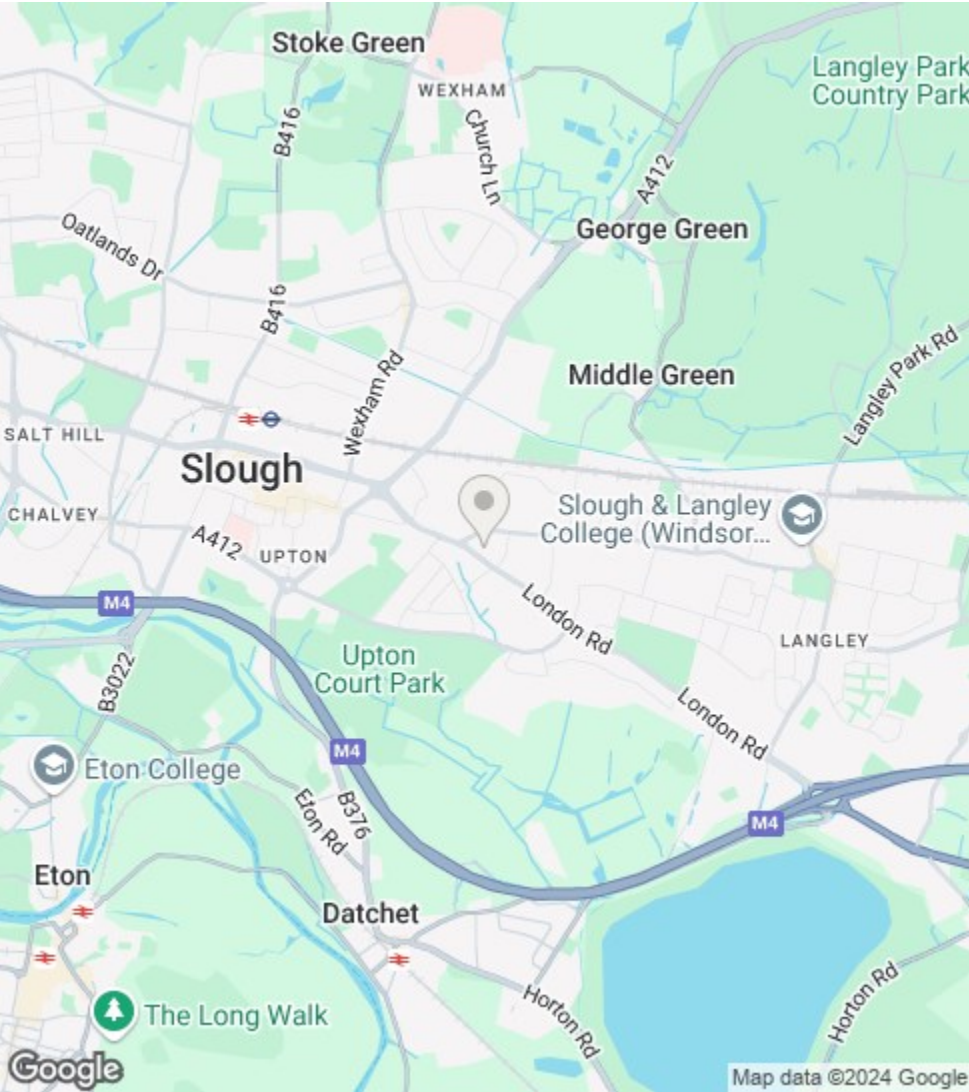 Stoke Green
WEXHAM
Langley Park
Country Park
B416
Church Ln
A412
Oatlands Dr
George Green
B416
Middle Green
Langley Park Rd
Wexham Rd
SALT HILL
Slough
CHALVEY
Slough & Langley
College (Windsor...
A412
UPTON
M4
London Rd
LANGLEY
Upton
Court Park
B3022
London Rd
M4
Eton College
B376
Eton Rd
M4
Eton
Datchet
Horton Rd
Horton Rd
The Long Walk
Google
Map data ©2024 Google